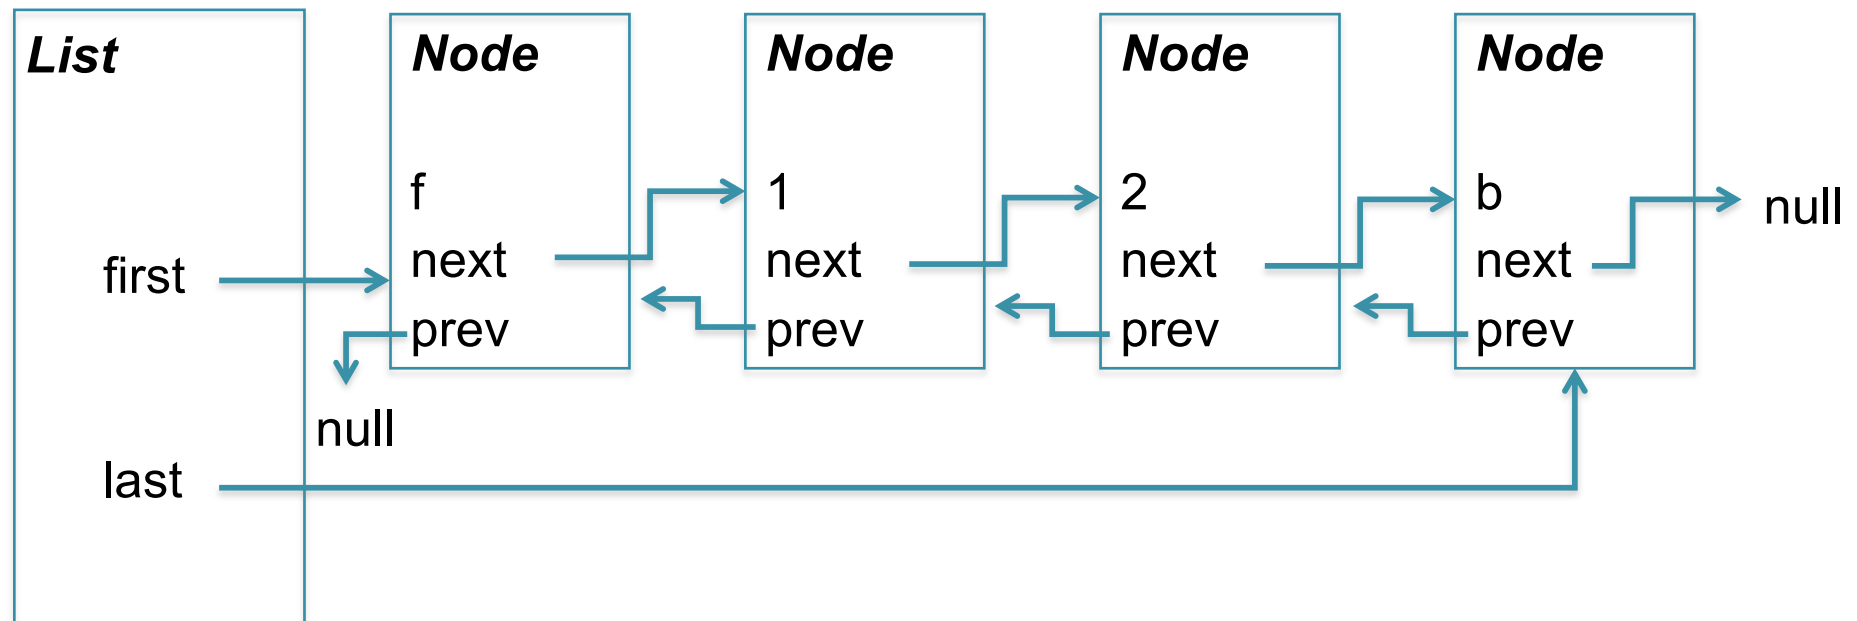 List
first
last
null
Node
f
next
prev
Node
1
next
prev
Node
2
next
prev
Node
b
next
prev
null